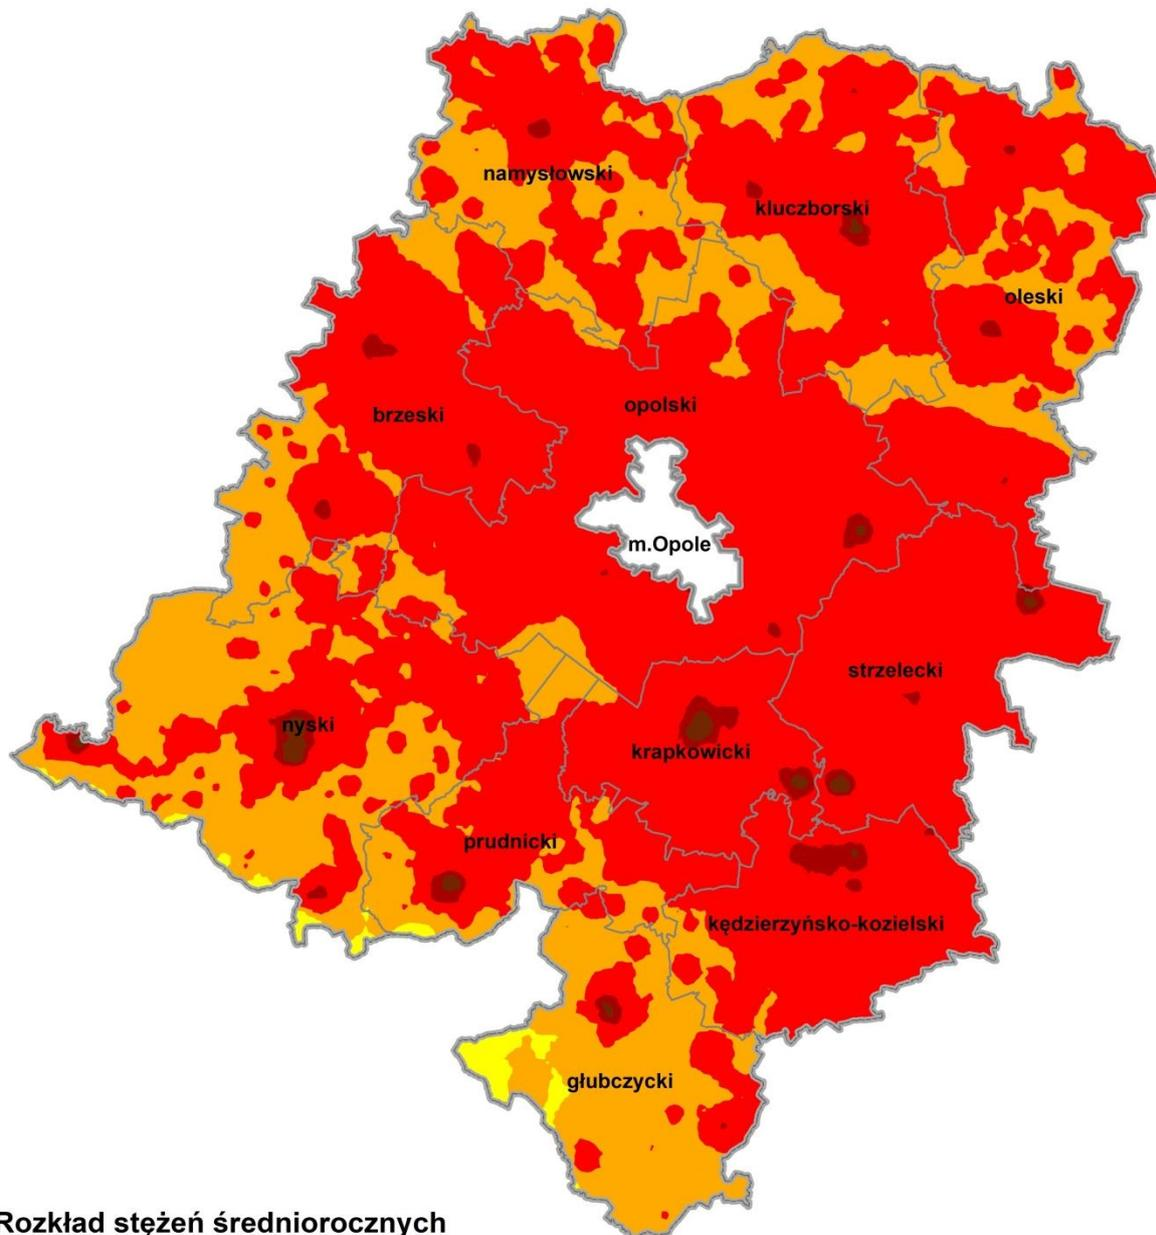 namysłowski
kluczborski
oleski
opolski
brzeski
m.Opole
strzelecki
nyski
krapkowicki
prudnicki
kędzierzyńsko-kozielski
głubczycki
Rozkład stężeń średniorocznych